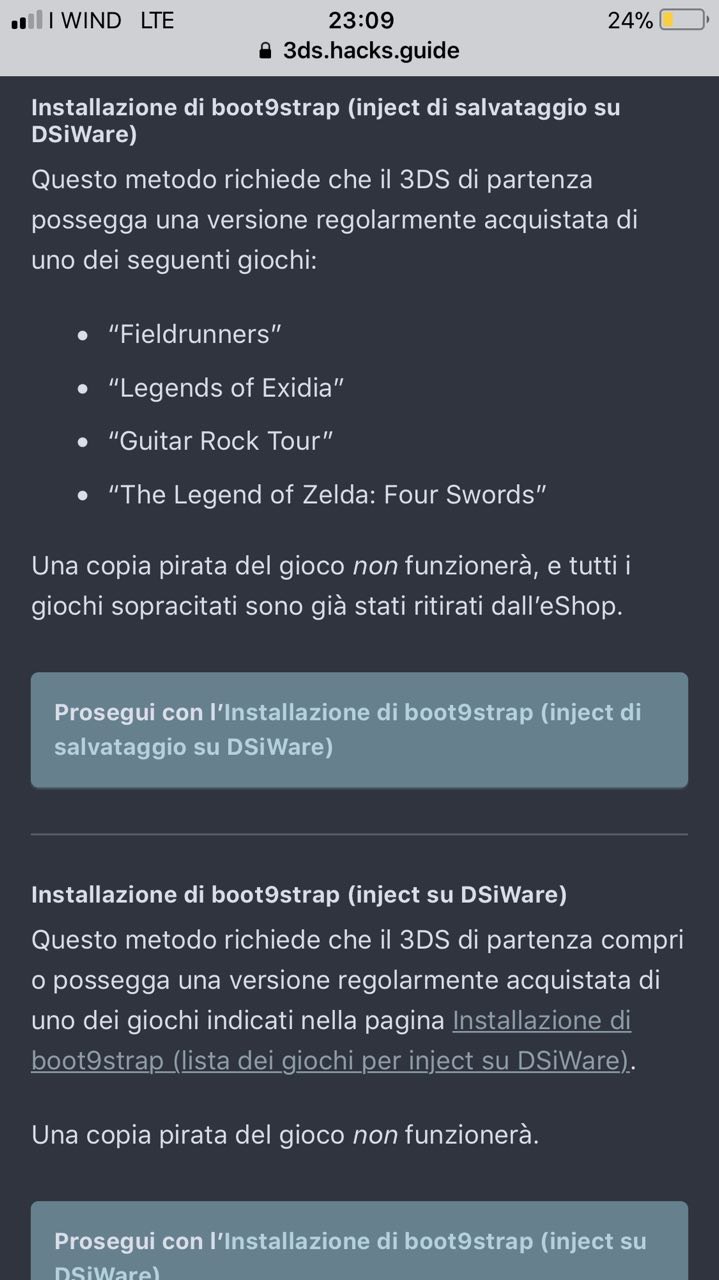 I WIND LTE 23:09 24%
3ds.hacks.guide
Installazione di boot9strap (inject di salvataggio su
DSiWare)
Questo metodo richiede che il 3DS di partenza
possegga una versione regolarmente acquistata di
uno dei seguenti giochi:
• “Fieldrunners”
• “Legends of Exidia”
• “Guitar Rock Tour”
• “The Legend of Zelda: Four Swords”
Una copia pirata del gioco non funzionerà, e tutti i
giochi sopracitati sono già stati ritirati dall’eShop.
Prosegui con l’Installazione di boot9strap (inject di
salvataggio su DSiWare)
Installazione di boot9strap (inject su DSiWare)
Questo metodo richiede che il 3DS di partenza compri
o possegga una versione regolarmente acquistata di
uno dei giochi indicati nella pagina Installazione di
boot9strap (lista dei giochi per inject su DSiWare).
Una copia pirata del gioco non funzionerà.
Prosegui con l’Installazione di boot9strap (inject su
DSiWare)